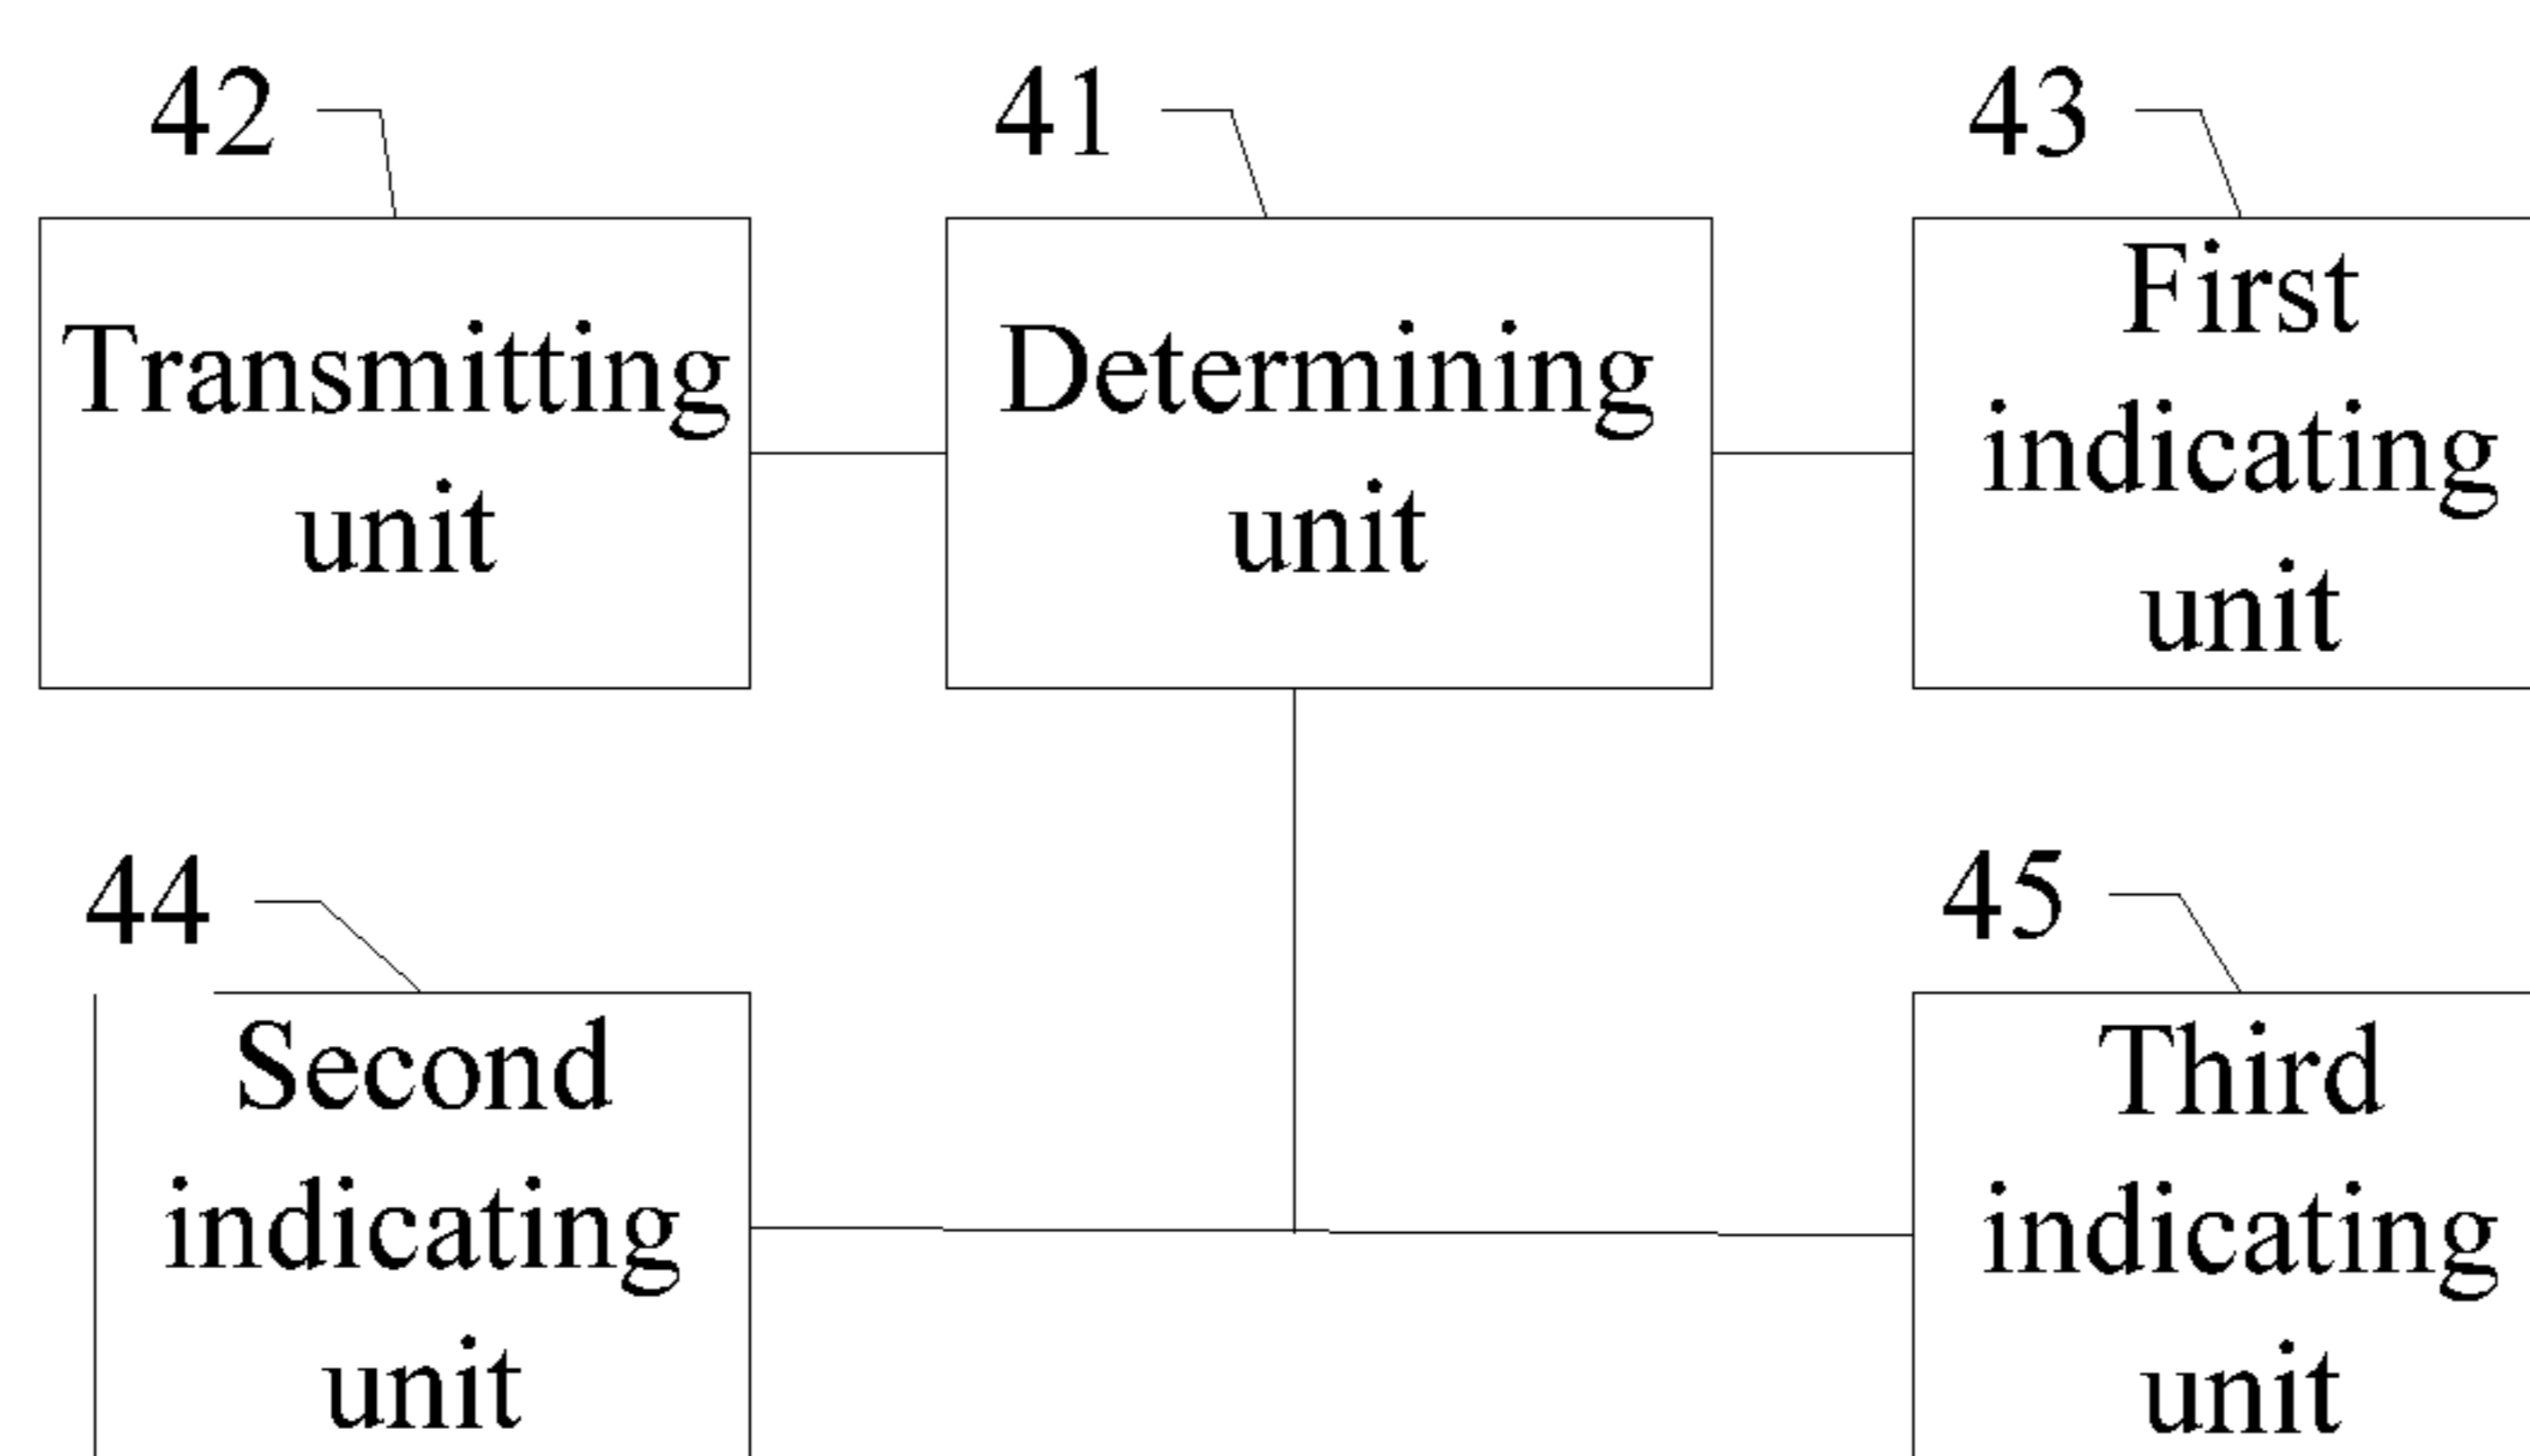 42
41
43
Transmitting
unit
Determining
unit
First
indicating
unit
44
45
Second
indicating
unit
Third
indicating
unit